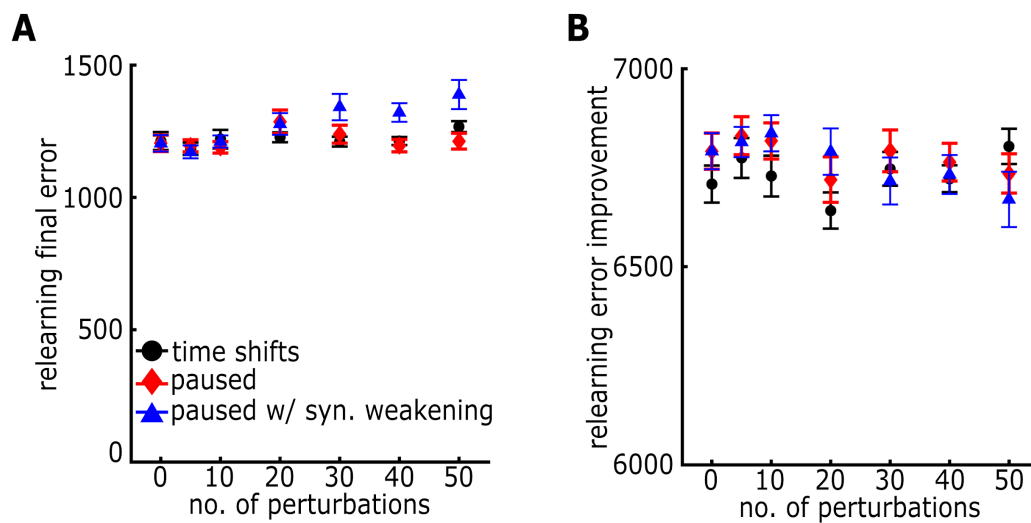 A
relearning final error
1500
1000
500
0
time shifts
paused
paused w/ syn. weakening
0 10 20 30 40 50
no. of perturbations
B
relearning error improvement
7000
6500
6000
0 10 20 30 40 50
no. of perturbations